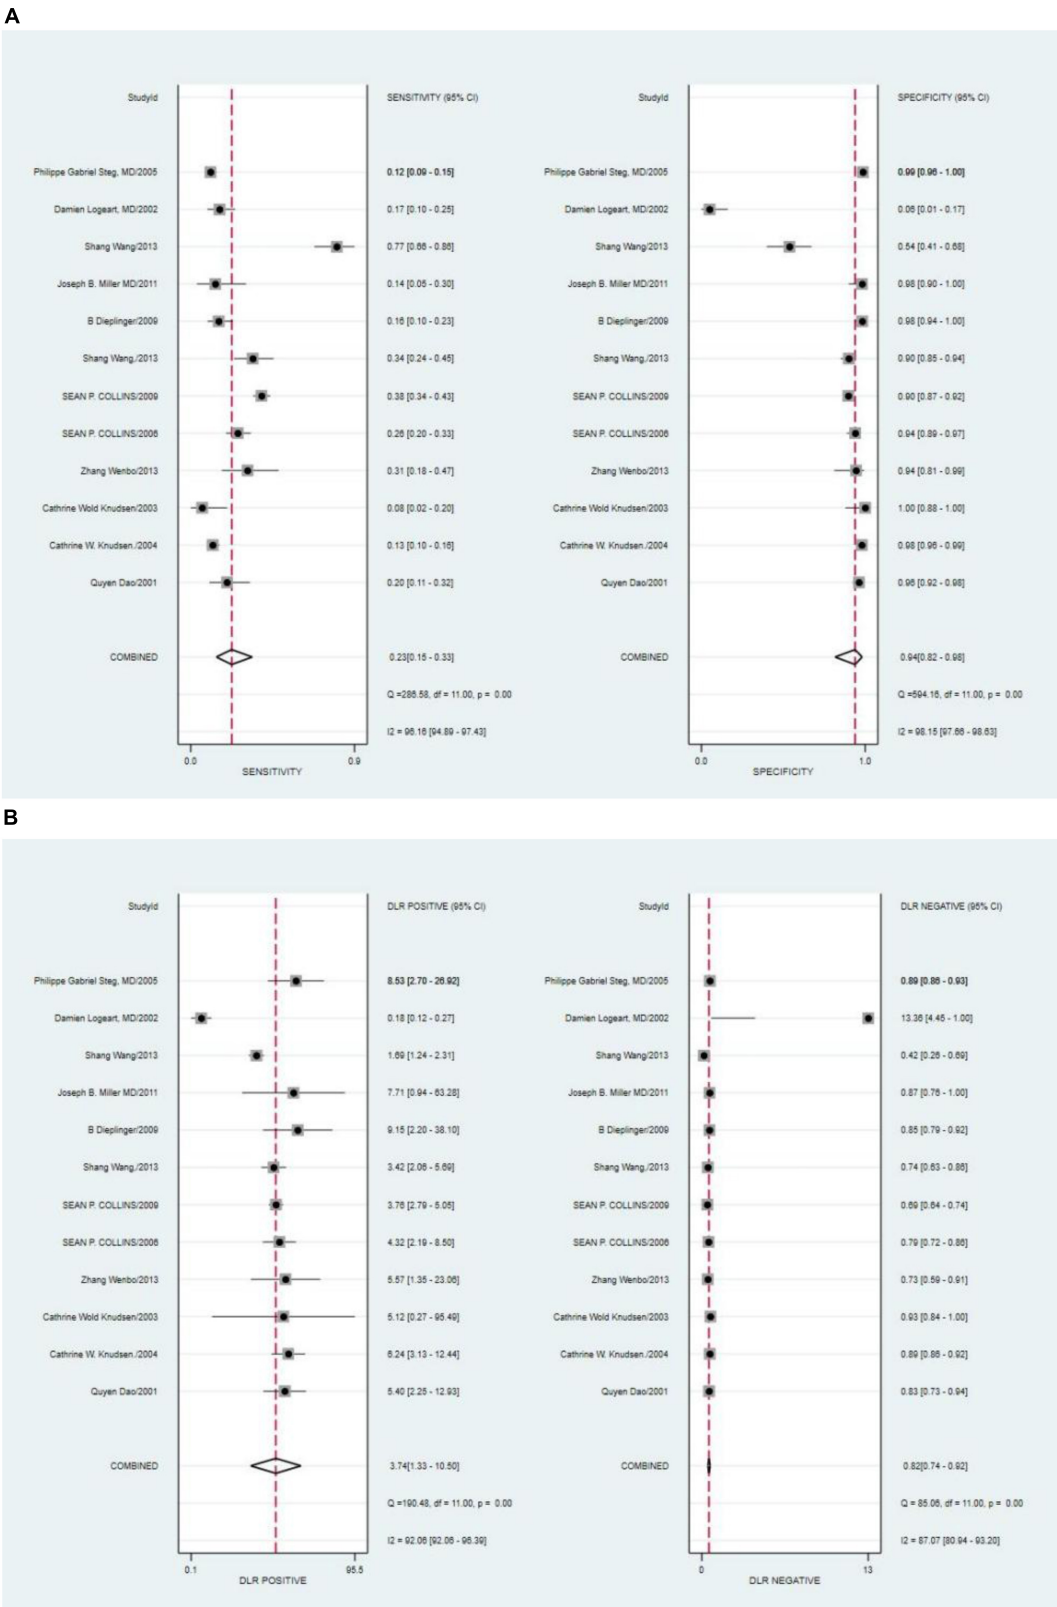 A
StudyId SENSITIVITY (95% CI)
Philippe Gabriel Steg, MD/2005 0.12 [0.09 - 0.15]
Damien Logeart, MD/2002 0.17 [0.10 - 0.25]
Shang Wang/2013 0.77 [0.66 - 0.86]
Joseph B. Miller MD/2011 0.14 [0.05 - 0.30]
B Dieplinger/2009 0.16 [0.10 - 0.23]
Shang Wang,/2013 0.34 [0.24 - 0.45]
SEAN P. COLLINS/2009 0.38 [0.34 - 0.43]
SEAN P. COLLINS/2006 0.26 [0.20 - 0.33]
Zhang Wenbo/2013 0.31 [0.18 - 0.47]
Cathrine Wold Knudsen/2003 0.08 [0.02 - 0.20]
Cathrine W. Knudsen./2004 0.13 [0.10 - 0.16]
Quyen Dao/2001 0.20 [0.11 - 0.32]
COMBINED 0.23[0.15 - 0.33]
Q =286.58, df = 11.00, p = 0.00
I2 = 96.16 [94.89 - 97.43]
0.0 0.9
SENSITIVITY
StudyId SPECIFICITY (95% CI)
Philippe Gabriel Steg, MD/2005 0.99 [0.96 - 1.00]
Damien Logeart, MD/2002 0.06 [0.01 - 0.17]
Shang Wang/2013 0.54 [0.41 - 0.68]
Joseph B. Miller MD/2011 0.98 [0.90 - 1.00]
B Dieplinger/2009 0.98 [0.94 - 1.00]
Shang Wang,/2013 0.90 [0.85 - 0.94]
SEAN P. COLLINS/2009 0.90 [0.87 - 0.92]
SEAN P. COLLINS/2006 0.94 [0.89 - 0.97]
Zhang Wenbo/2013 0.94 [0.81 - 0.99]
Cathrine Wold Knudsen/2003 1.00 [0.88 - 1.00]
Cathrine W. Knudsen./2004 0.98 [0.96 - 0.99]
Quyen Dao/2001 0.96 [0.92 - 0.98]
COMBINED 0.94[0.82 - 0.98]
Q =594.16, df = 11.00, p = 0.00
I2 = 98.15 [97.66 - 98.63]
0.0 1.0
SPECIFICITY
B
StudyId DLR POSITIVE (95% CI)
Philippe Gabriel Steg, MD/2005 8.53 [2.70 - 26.92]
Damien Logeart, MD/2002 0.18 [0.12 - 0.27]
Shang Wang/2013 1.69 [1.24 - 2.31]
Joseph B. Miller MD/2011 7.71 [0.94 - 63.28]
B Dieplinger/2009 9.15 [2.20 - 38.10]
Shang Wang,/2013 3.42 [2.06 - 5.69]
SEAN P. COLLINS/2009 3.76 [2.79 - 5.05]
SEAN P. COLLINS/2006 4.32 [2.19 - 8.50]
Zhang Wenbo/2013 5.57 [1.35 - 23.06]
Cathrine Wold Knudsen/2003 5.12 [0.27 - 95.49]
Cathrine W. Knudsen./2004 6.24 [3.13 - 12.44]
Quyen Dao/2001 5.40 [2.25 - 12.93]
COMBINED 3.74[1.33 - 10.50]
Q =190.48, df = 11.00, p = 0.00
I2 = 92.06 [92.06 - 96.39]
0.1 95.5
DLR POSITIVE
StudyId DLR NEGATIVE (95% CI)
Philippe Gabriel Steg, MD/2005 0.89 [0.86 - 0.93]
Damien Logeart, MD/2002 13.36 [4.45 - 1.00]
Shang Wang/2013 0.42 [0.26 - 0.69]
Joseph B. Miller MD/2011 0.87 [0.76 - 1.00]
B Dieplinger/2009 0.85 [0.79 - 0.92]
Shang Wang,/2013 0.74 [0.63 - 0.86]
SEAN P. COLLINS/2009 0.69 [0.64 - 0.74]
SEAN P. COLLINS/2006 0.79 [0.72 - 0.86]
Zhang Wenbo/2013 0.73 [0.59 - 0.91]
Cathrine Wold Knudsen/2003 0.93 [0.84 - 1.00]
Cathrine W. Knudsen./2004 0.89 [0.86 - 0.92]
Quyen Dao/2001 0.83 [0.73 - 0.94]
COMBINED 0.82[0.74 - 0.92]
Q = 85.06, df = 11.00, p = 0.00
I2 = 87.07 [80.94 - 93.20]
0 13
DLR NEGATIVE